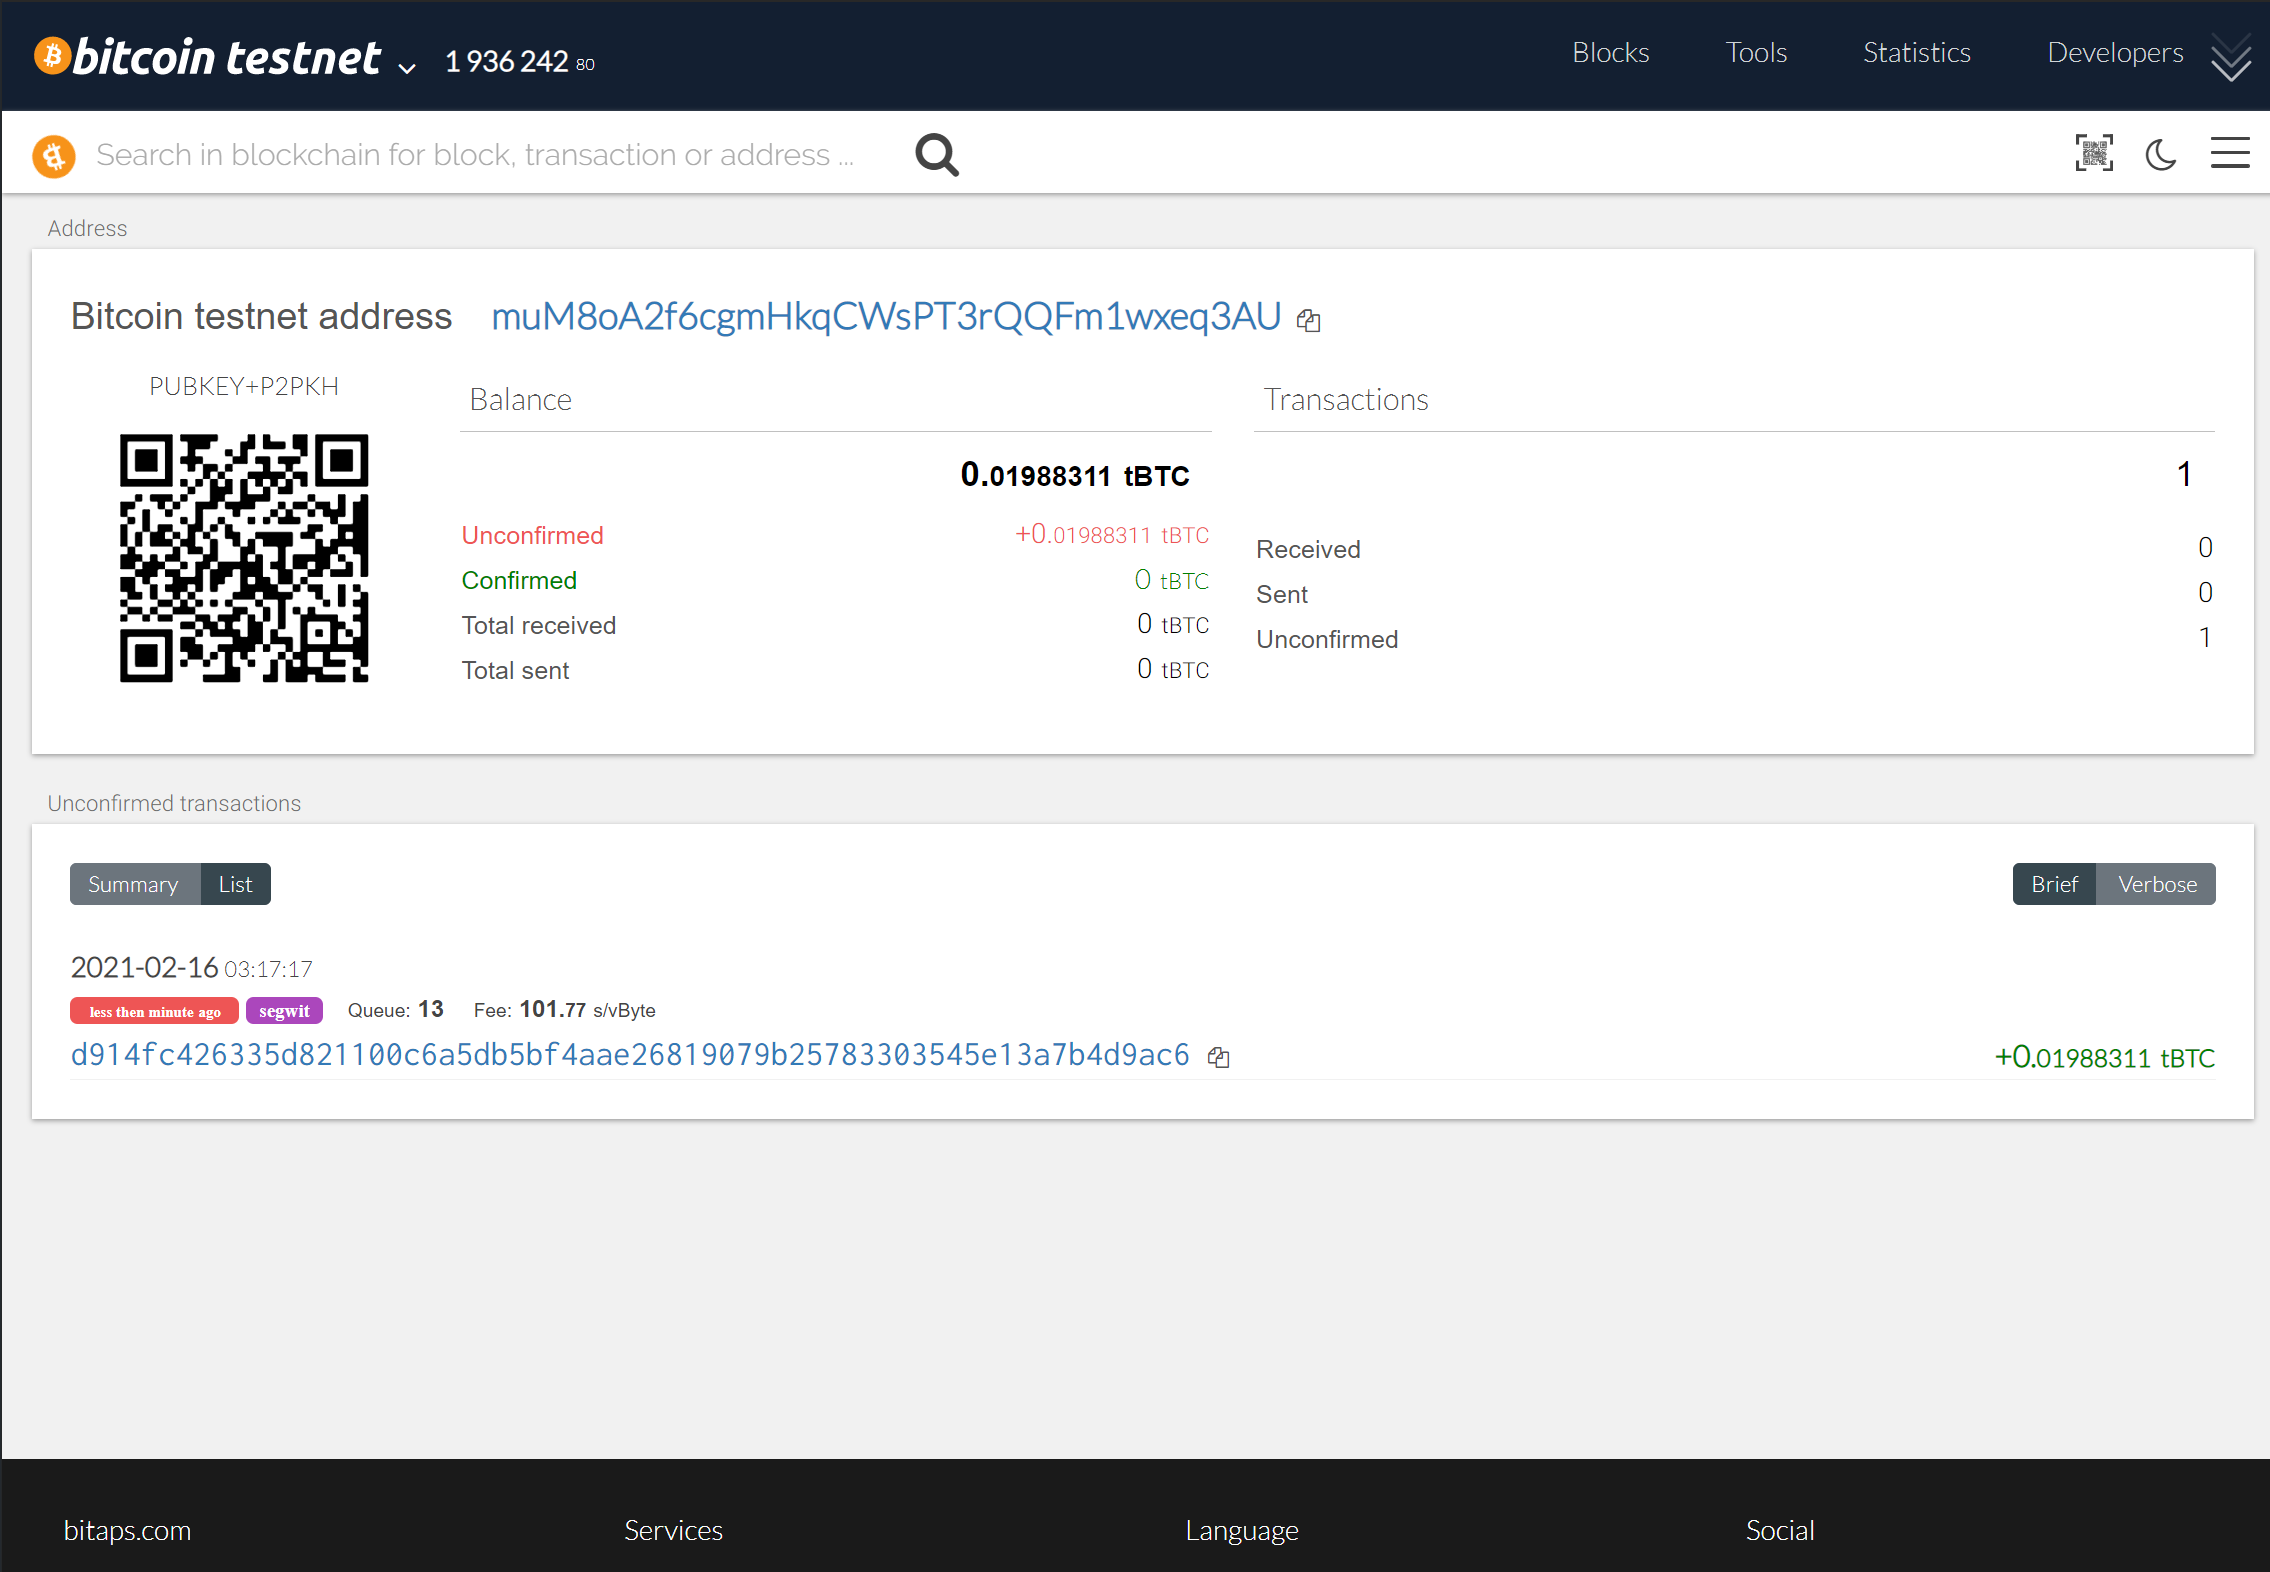 bitcoin testnet 1 936 242 80 Blocks Tools Statistics Developers
Search in blockchain for block, transaction or address ...
Address
Bitcoin testnet address muM8oA2f6cgmHkqCWsPT3rQQFm1wxeq3AU
PUBKEY+P2PKH
Balance
0.01988311 tBTC
Unconfirmed +0.01988311 tBTC
Confirmed 0 tBTC
Total received 0 tBTC
Total sent 0 tBTC
Transactions
1
Received 0
Sent 0
Unconfirmed 1
Unconfirmed transactions
Summary List Brief Verbose
2021-02-16 03:17:17
less then minute ago segwit Queue: 13 Fee: 101.77 s/vByte
d914fc426335d821100c6a5db5bf4aae26819079b25783303545e13a7b4d9ac6 +0.01988311 tBTC
bitaps.com Services Language Social